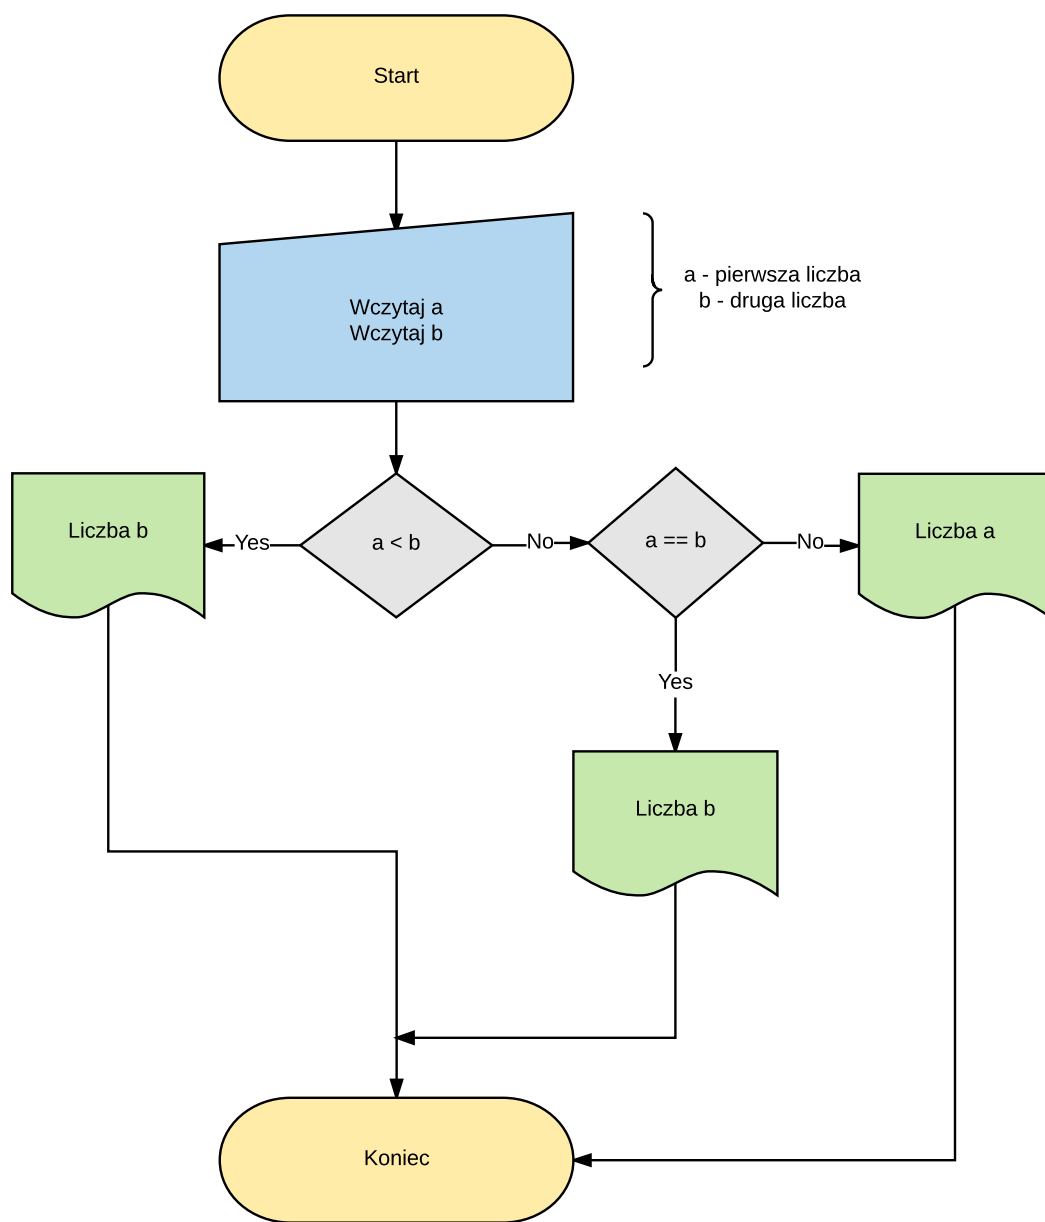 Start
a - pierwsza liczba
b - druga liczba
Wczytaj a
Wczytaj b
Liczba b
Yes
a < b
No
a == b
No
Liczba a
Yes
Liczba b
Koniec